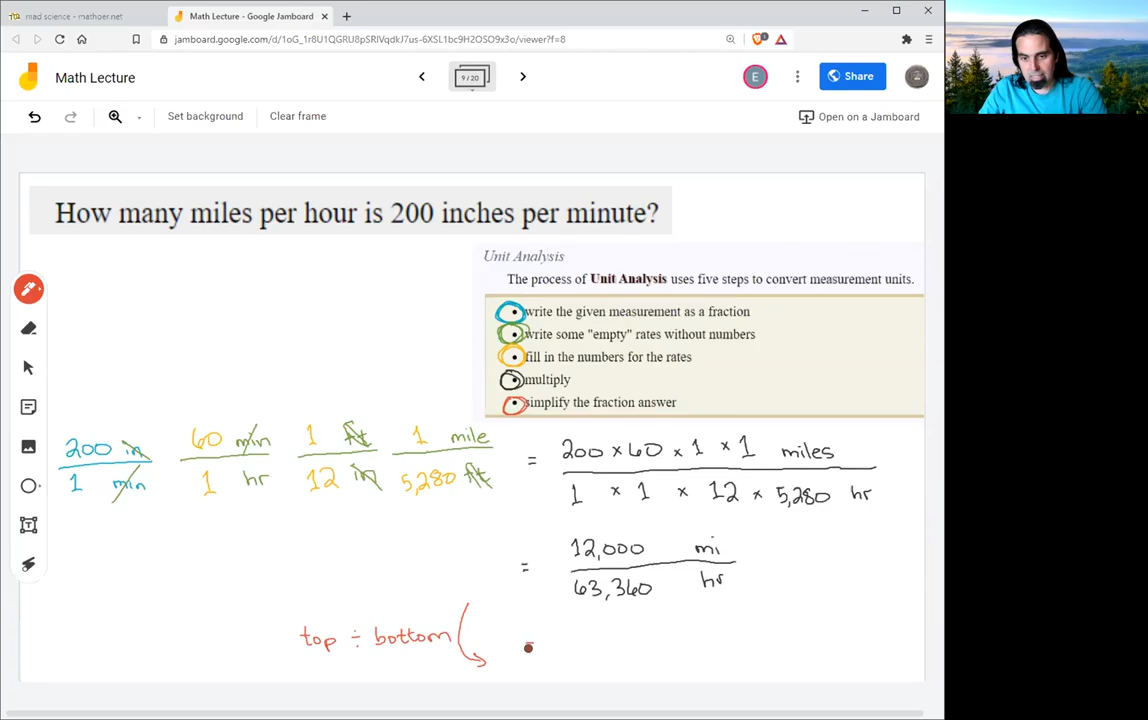 mad science - mathoer.net
Math Lecture - Google Jamboard
jamboard.google.com/d/1oG_1r8U1QGRU8pSRIVqdkJ7us-6XSL1bc9H2OSO9x3o/viewer?f=8
1
Math Lecture
9/20
E
Share
Set background
Clear frame
Open on a Jamboard
How many miles per hour is 200 inches per minute?
Unit Analysis
The process of Unit Analysis uses five steps to convert measurement units.
• write the given measurement as a fraction
• write some "empty" rates without numbers
• fill in the numbers for the rates
• multiply
• simplify the fraction answer
200 in 60 min 1 ft 1 mile = 200 × 60 × 1 × 1 miles
1 min 1 hr 12 in 5,280 ft 1 × 1 × 12 × 5,280 hr
= 12,000 mi
63,360 hr
top ÷ bottom =